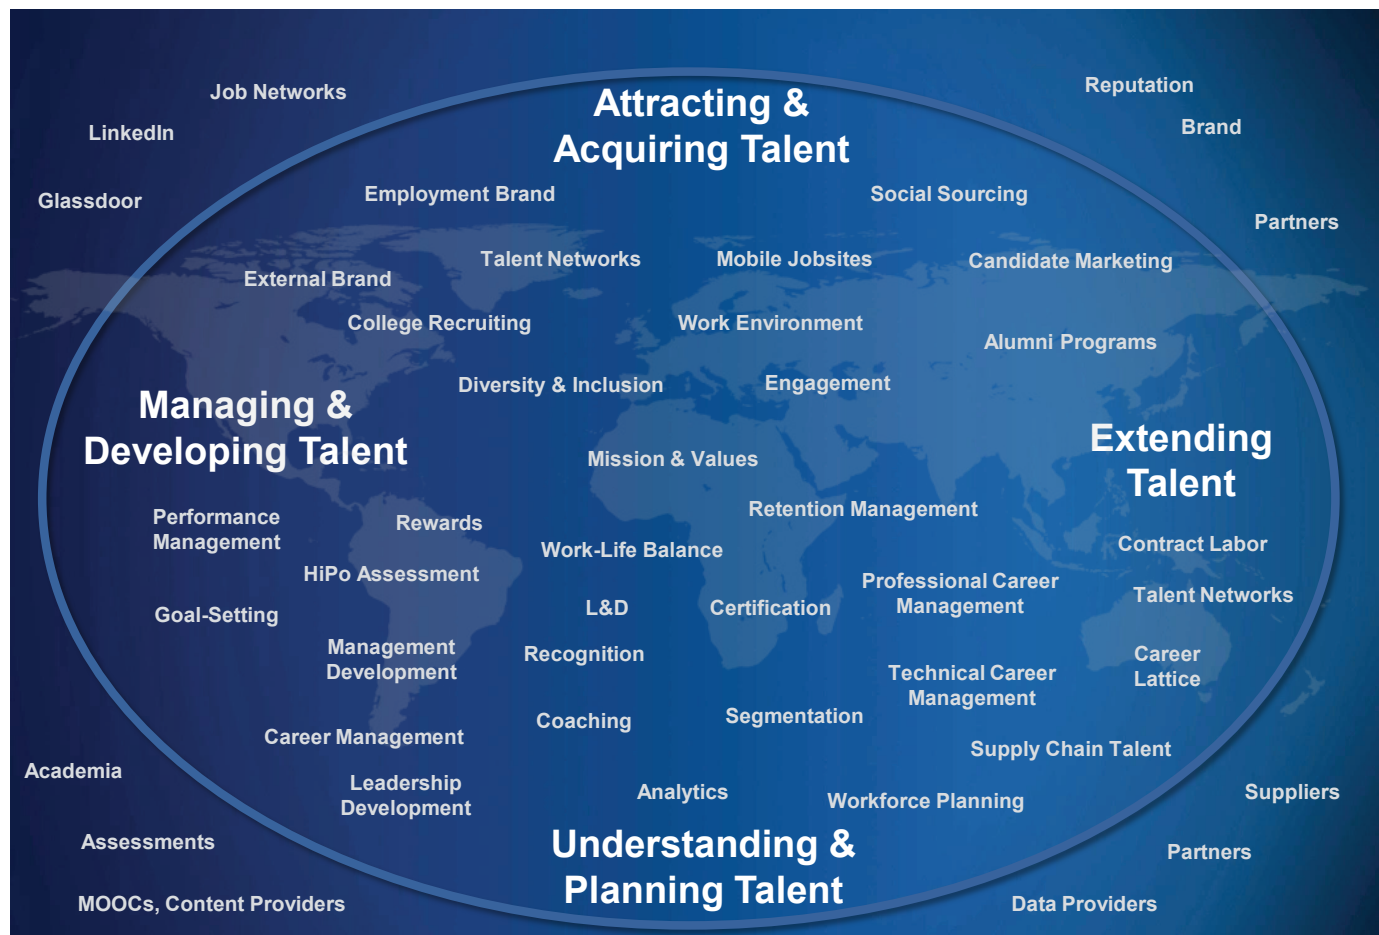 Job Networks
Reputation
LinkedIn
Brand
Glassdoor
Partners
Attracting &
Acquiring Talent
Employment Brand
Social Sourcing
External Brand
Talent Networks
Mobile Jobsites
Candidate Marketing
College Recruiting
Work Environment
Alumni Programs
Diversity & Inclusion
Engagement
Managing &
Developing Talent
Extending
Talent
Mission & Values
Retention Management
Performance
Management
Rewards
Work-Life Balance
Contract Labor
HiPo Assessment
Professional Career
Management
Talent Networks
Goal-Setting
L&D
Certification
Management
Development
Recognition
Technical Career
Management
Career
Lattice
Coaching
Segmentation
Career Management
Supply Chain Talent
Academia
Leadership
Development
Analytics
Workforce Planning
Suppliers
Understanding &
Planning Talent
Assessments
Partners
MOOCs, Content Providers
Data Providers